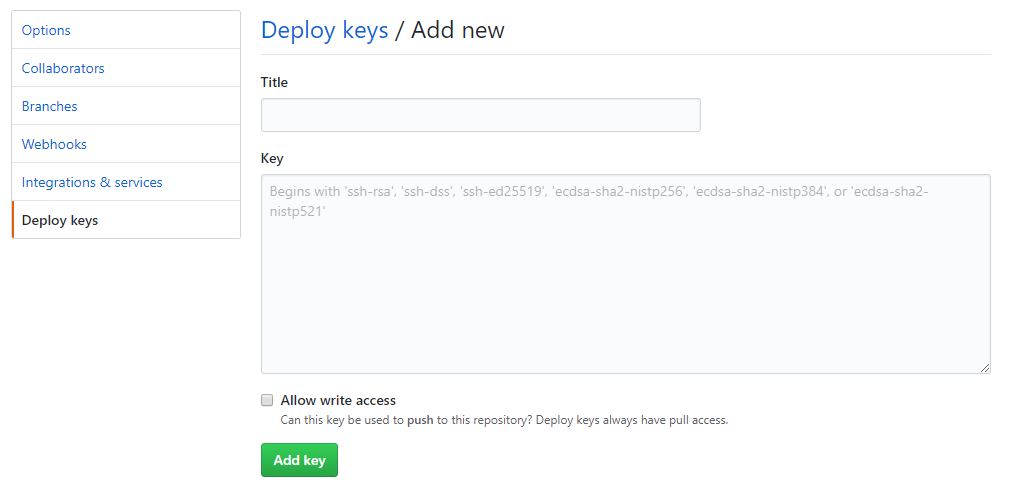 Options
Collaborators
Branches
Webhooks
Integrations & services
Deploy keys
Deploy keys / Add new
Title
Key
Begins with 'ssh-rsa', 'ssh-dss', 'ssh-ed25519', 'ecdsa-sha2-nistp256', 'ecdsa-sha2-nistp384', or 'ecdsa-sha2-
nistp521'
Allow write access
Can this key be used to push to this repository? Deploy keys always have pull access.
Add key